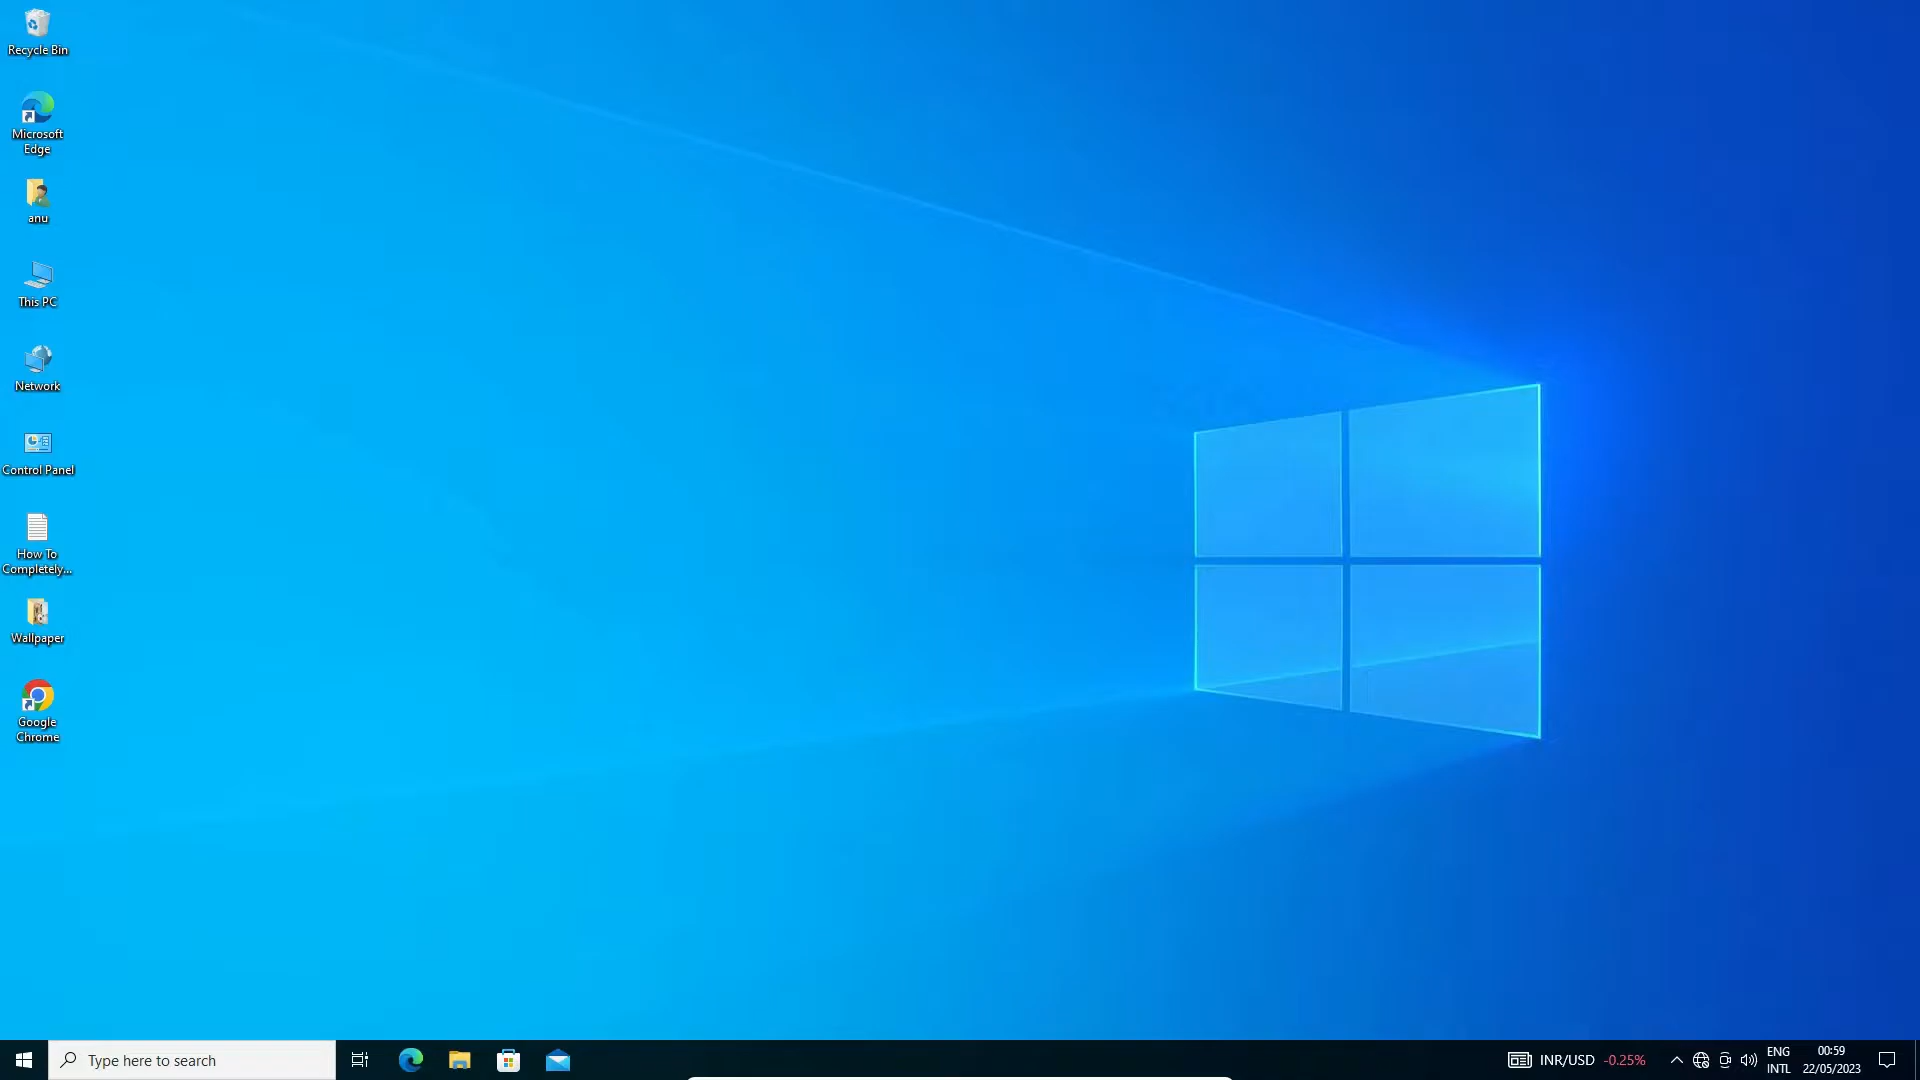 Recycle Bin
Microsoft
Edge
anu
This PC
Network
Control Panel
How To
Completely...
Wallpaper
Google
Chrome
Type here to search
INR/USD -0.25%
ENG
INTL
00:59
22/05/2023